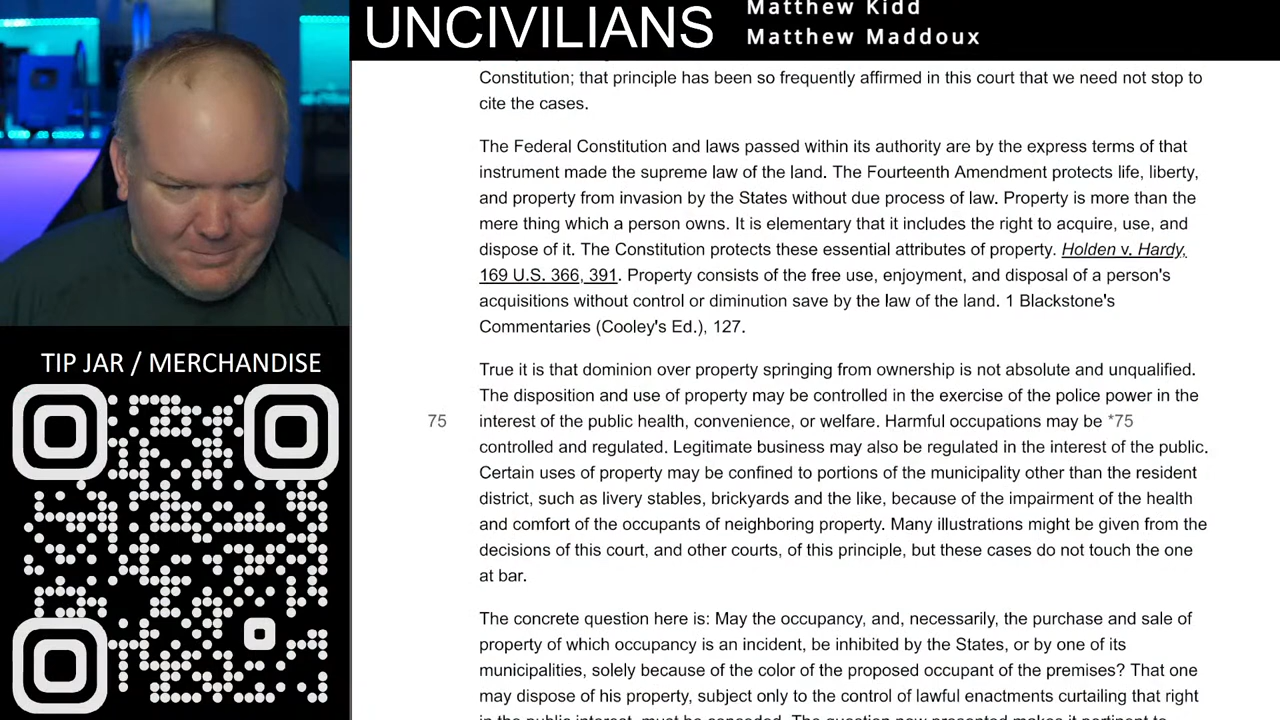 UNCIVILIANS
Matthew Kidd
Matthew Maddoux
TIP JAR / MERCHANDISE
Constitution; that principle has been so frequently affirmed in this court that we need not stop to
cite the cases.
The Federal Constitution and laws passed within its authority are by the express terms of that
instrument made the supreme law of the land. The Fourteenth Amendment protects life, liberty,
and property from invasion by the States without due process of law. Property is more than the
mere thing which a person owns. It is elementary that it includes the right to acquire, use, and
dispose of it. The Constitution protects these essential attributes of property. Holden v. Hardy,
169 U.S. 366, 391. Property consists of the free use, enjoyment, and disposal of a person's
acquisitions without control or diminution save by the law of the land. 1 Blackstone's
Commentaries (Cooley's Ed.), 127.
True it is that dominion over property springing from ownership is not absolute and unqualified.
The disposition and use of property may be controlled in the exercise of the police power in the
75 interest of the public health, convenience, or welfare. Harmful occupations may be *75
controlled and regulated. Legitimate business may also be regulated in the interest of the public.
Certain uses of property may be confined to portions of the municipality other than the resident
district, such as livery stables, brickyards and the like, because of the impairment of the health
and comfort of the occupants of neighboring property. Many illustrations might be given from the
decisions of this court, and other courts, of this principle, but these cases do not touch the one
at bar.
The concrete question here is: May the occupancy, and, necessarily, the purchase and sale of
property of which occupancy is an incident, be inhibited by the States, or by one of its
municipalities, solely because of the color of the proposed occupant of the premises? That one
may dispose of his property, subject only to the control of lawful enactments curtailing that right
in the public interest, must be conceded. The question now presented makes it pertinent to